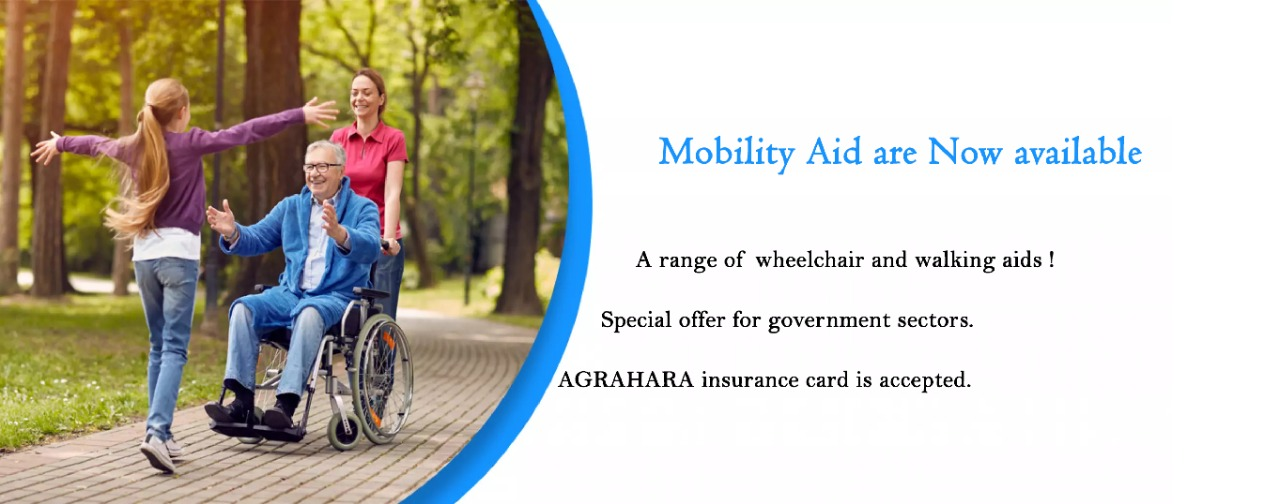 Mobility Aid are Now available
A range of wheelchair and walking aids !
Special offer for government sectors.
AGRAHARA insurance card is accepted.